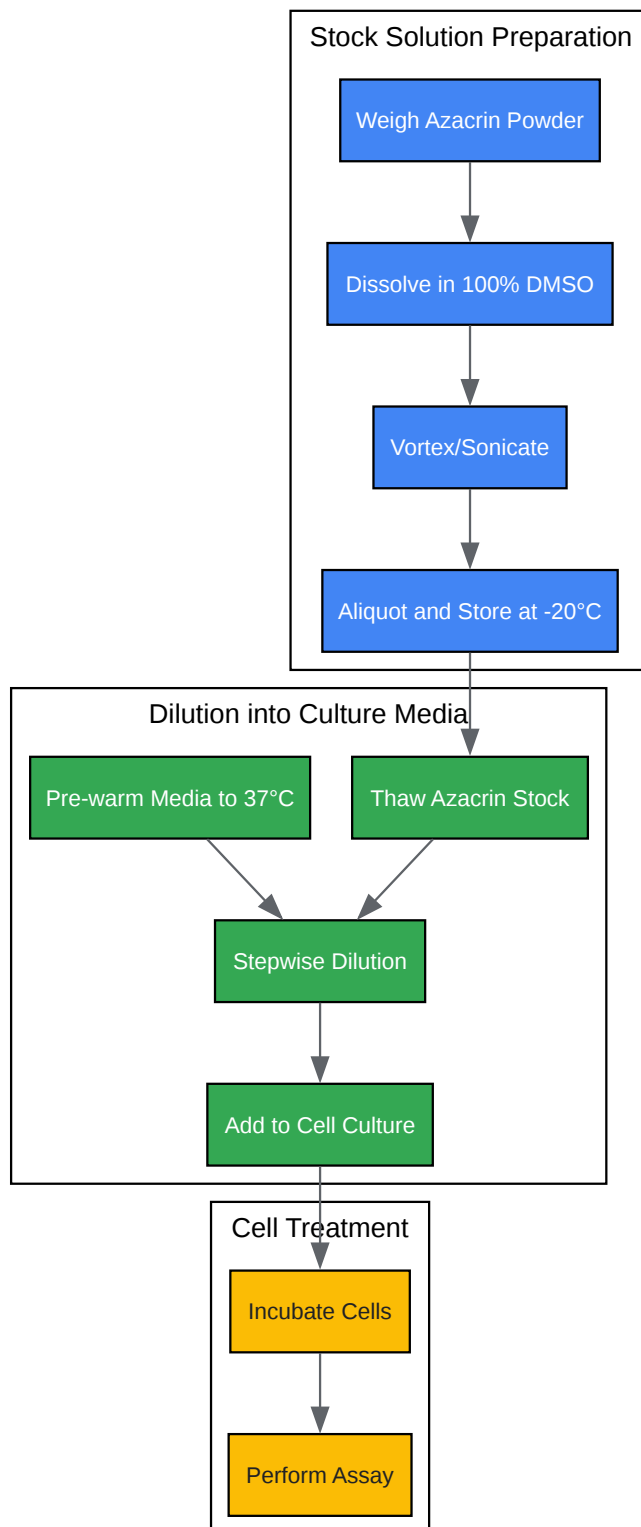 Stock Solution Preparation
Weigh Azacrin Powder
Dissolve in 100% DMSO
Vortex/Sonicate
Aliquot and Store at -20°C
Dilution into Culture Media
Pre-warm Media to 37°C
Thaw Azacrin Stock
Stepwise Dilution
Add to Cell Culture
Cell Treatment
Incubate Cells
Perform Assay